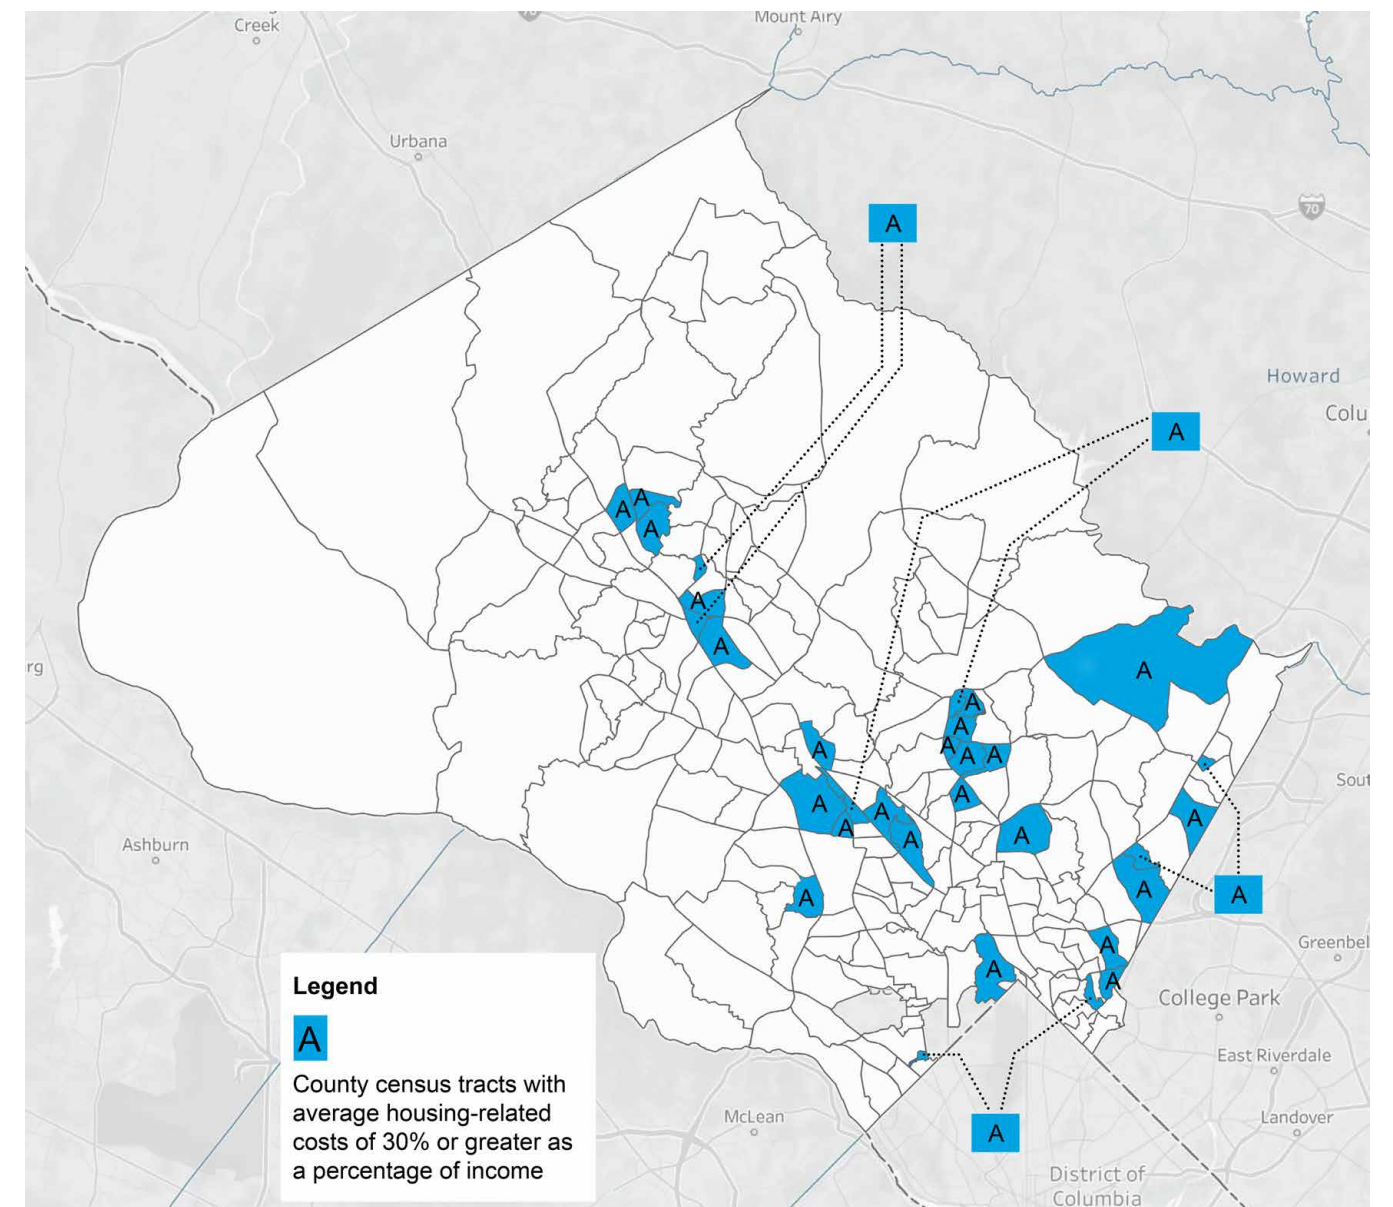 Mount Airy
Creek
Urbana
70
A
Howard
Colu
A
A
A
A
A
A
rg
A
A
A
A
A
A
A
Sout
A
A
A
A
A
A
A
Ashburn
A
A
A
Greenbel
A
A
A
College Park
East Riverdale
McLean
Landover
A
District of
Columbia
Legend
A
County census tracts with
average housing-related
costs of 30% or greater as
a percentage of income